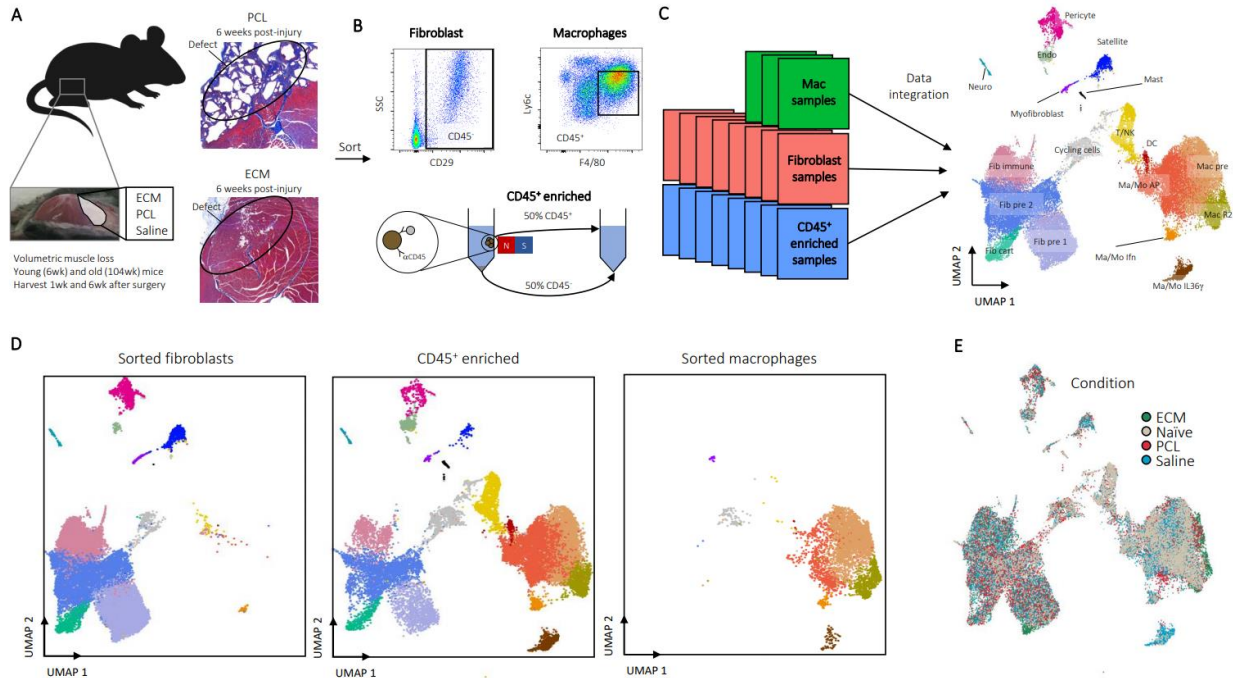 A
PCL
6 weeks post-injury
Defect
ECM
PCL
Saline
ECM
6 weeks post-injury
Defect
Volumetric muscle loss
Young (6wk) and old (104wk) mice
Harvest 1wk and 6wk after surgery
B
Sort
Fibroblast
SSC
CD45⁻
CD29
Macrophages
Ly6c
CD45⁺
F4/80
CD45⁺ enriched
50% CD45⁺
αCD45
N S
50% CD45⁻
C
Mac
samples
Fibroblast
samples
CD45⁺
enriched
samples
Data
integration
Pericyte
Endo
Satellite
Neuro
Mast
Myofibroblast
T/NK
Cycling cells
DC
Fib immune
Mac pre
Ma/Mo AP
Fib pre 2
Mac R2
Fib pre 1
Fib cart
Ma/Mo Ifn
Ma/Mo IL36γ
UMAP 2
UMAP 1
D
Sorted fibroblasts
UMAP 2
UMAP 1
CD45⁺ enriched
UMAP 2
UMAP 1
Sorted macrophages
UMAP 2
UMAP 1
E
Condition
ECM
Naïve
PCL
Saline